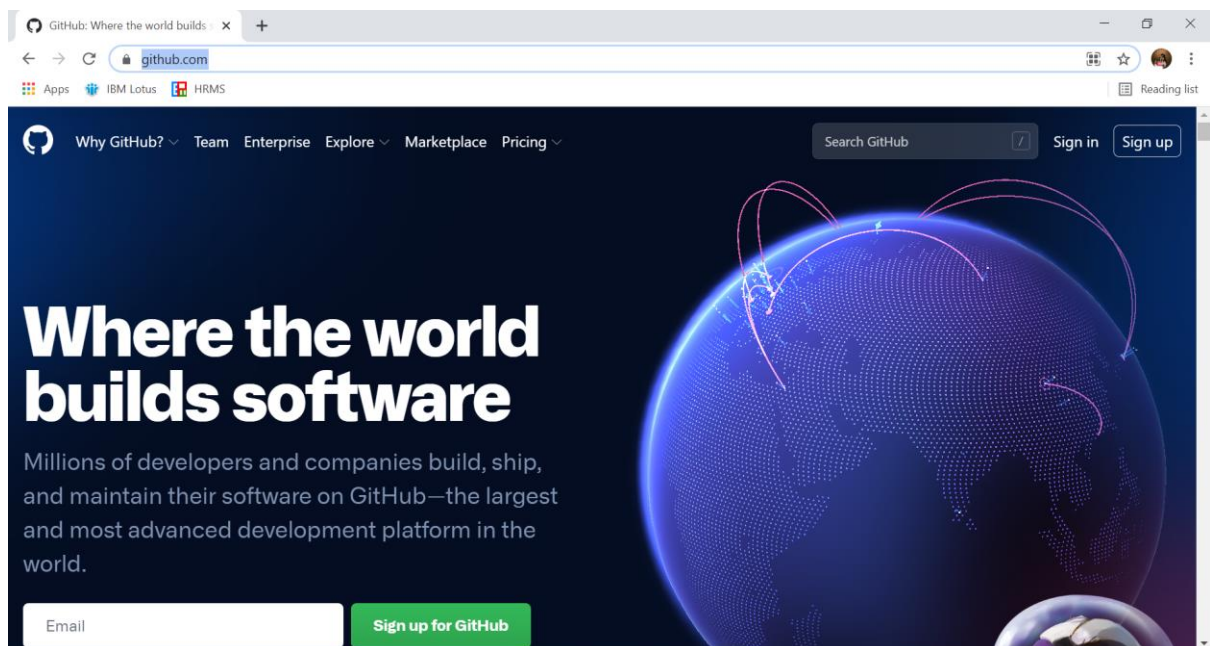 GitHub: Where the world builds
github.com
Apps IBM Lotus HRMS Reading list
Why GitHub? Team Enterprise Explore Marketplace Pricing Search GitHub / Sign in Sign up
Where the world
builds software
Millions of developers and companies build, ship,
and maintain their software on GitHub—the largest
and most advanced development platform in the
world.
Email Sign up for GitHub